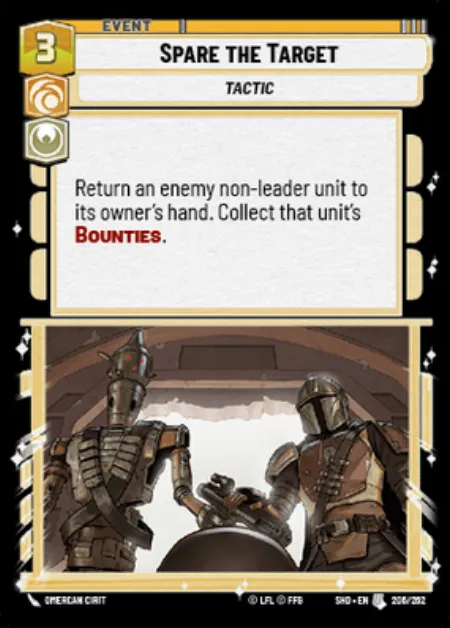 EVENT
3
SPARE THE TARGET
TACTIC
Return an enemy non-leader unit to
its owner's hand. Collect that unit's
BOUNTIES.
OMERCAN CIRIT
© LFL © FFG
SHD • EN
206/262